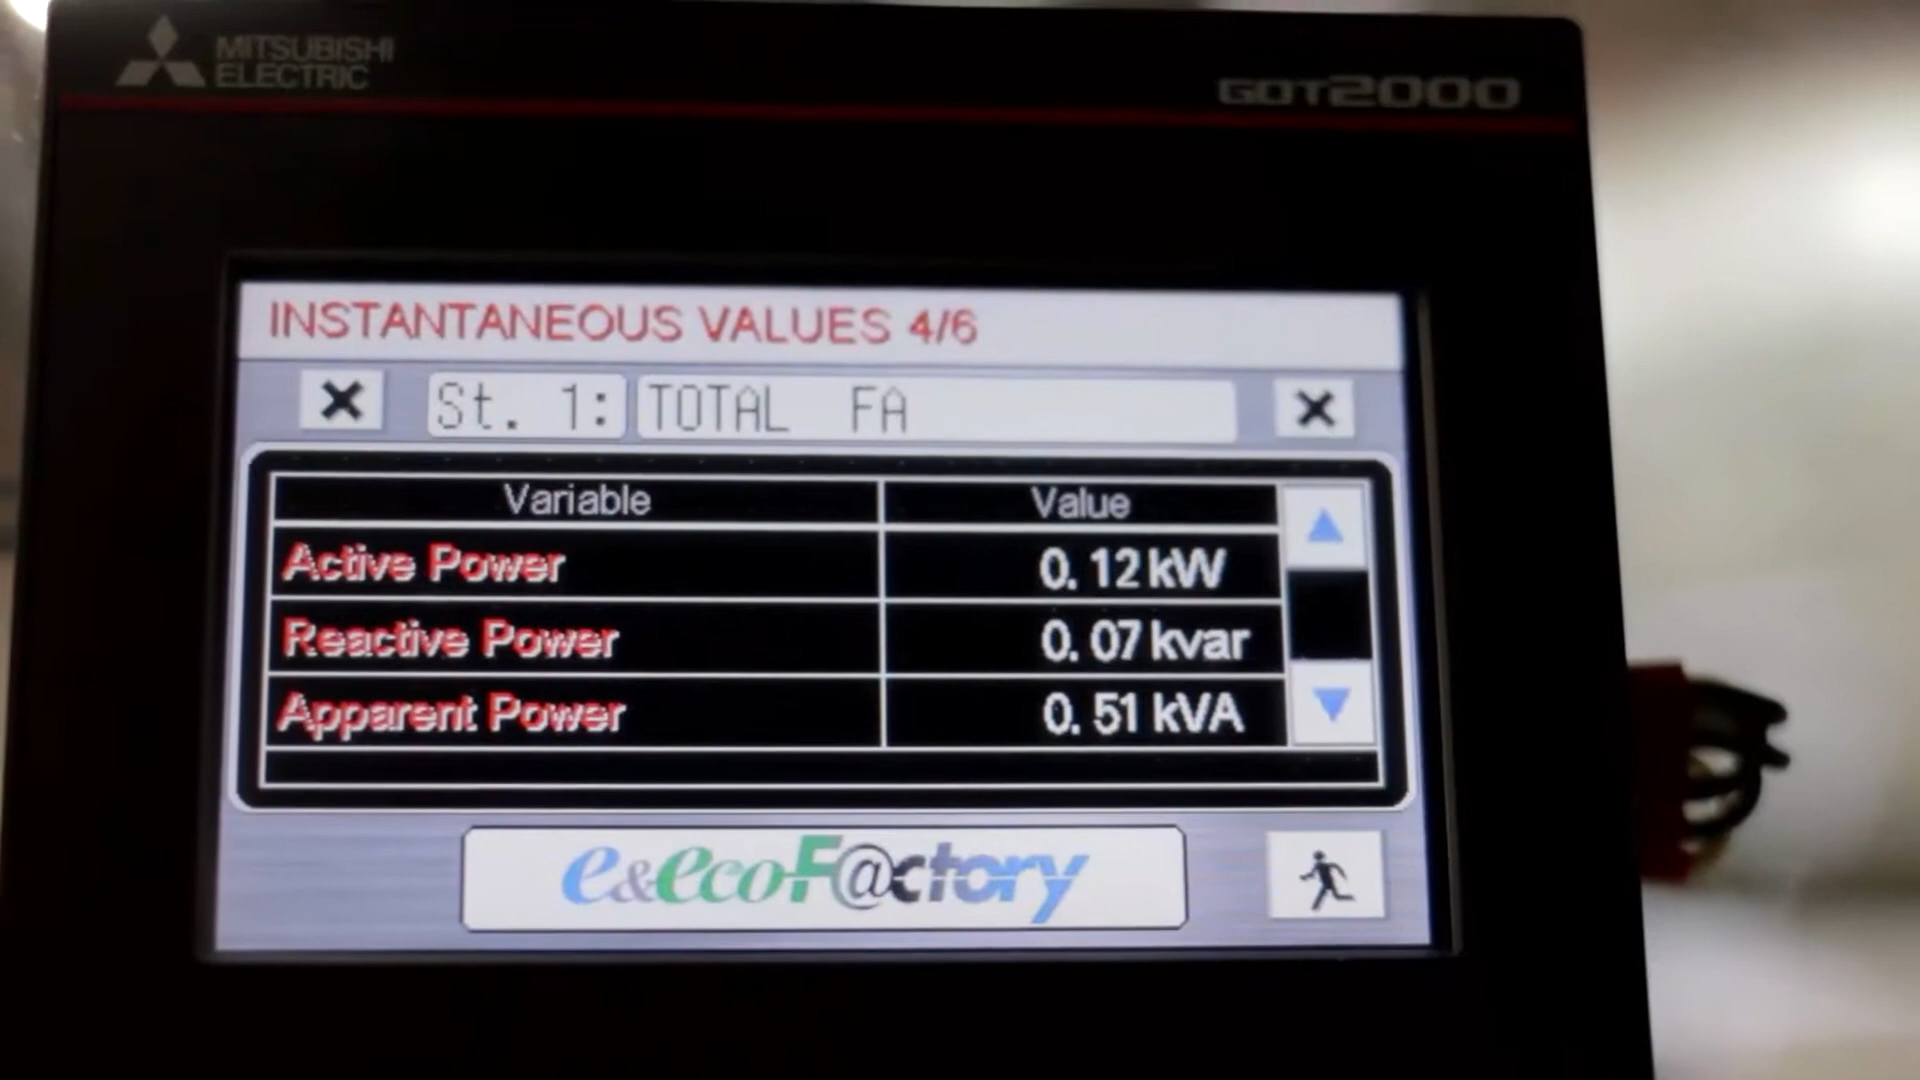 MITSUBISHI
ELECTRIC
GOT2000
INSTANTANEOUS VALUES 4/6
St. 1: TOTAL FA
Variable Value
Active Power 0.12 kW
Reactive Power 0.07 kvar
Apparent Power 0.51 kVA
e&ecoF@ctory